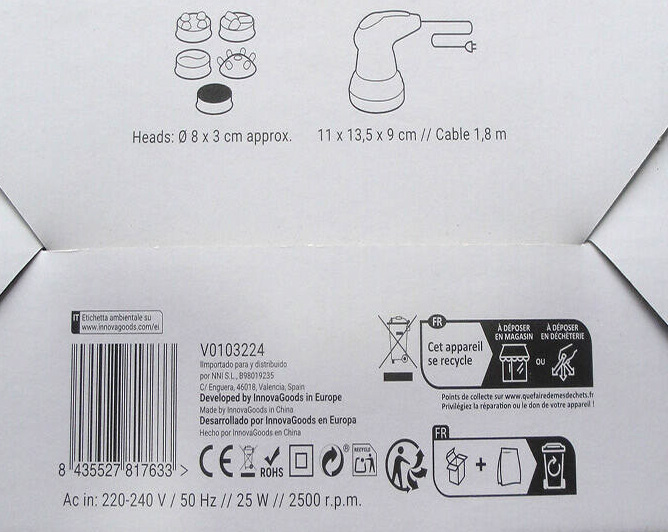 Heads: Ø 8 x 3 cm approx.
11 x 13,5 x 9 cm // Cable 1,8 m
IT Etichetta ambientale su
www.innovagoods.com/ei
8 435527 817633 >
V0103224
Importado para y distribuido
por NNI S.L., B98019235
C/ Enguera, 46018, Valencia, Spain
Developed by InnovaGoods in Europe
Made by InnovaGoods in China
Desarrollado por InnovaGoods en Europa
Hecho por InnovaGoods en China
CE
ROHS
RECYCLE
FR
Cet appareil
se recycle
À DÉPOSER
EN MAGASIN
OU
À DÉPOSER
EN DÉCHÈTERIE
Points de collecte sur www.quefairedemesdechets.fr
Privilégiez la réparation ou le don de votre appareil !
FR
+
Ac in: 220-240 V / 50 Hz // 25 W // 2500 r.p.m.